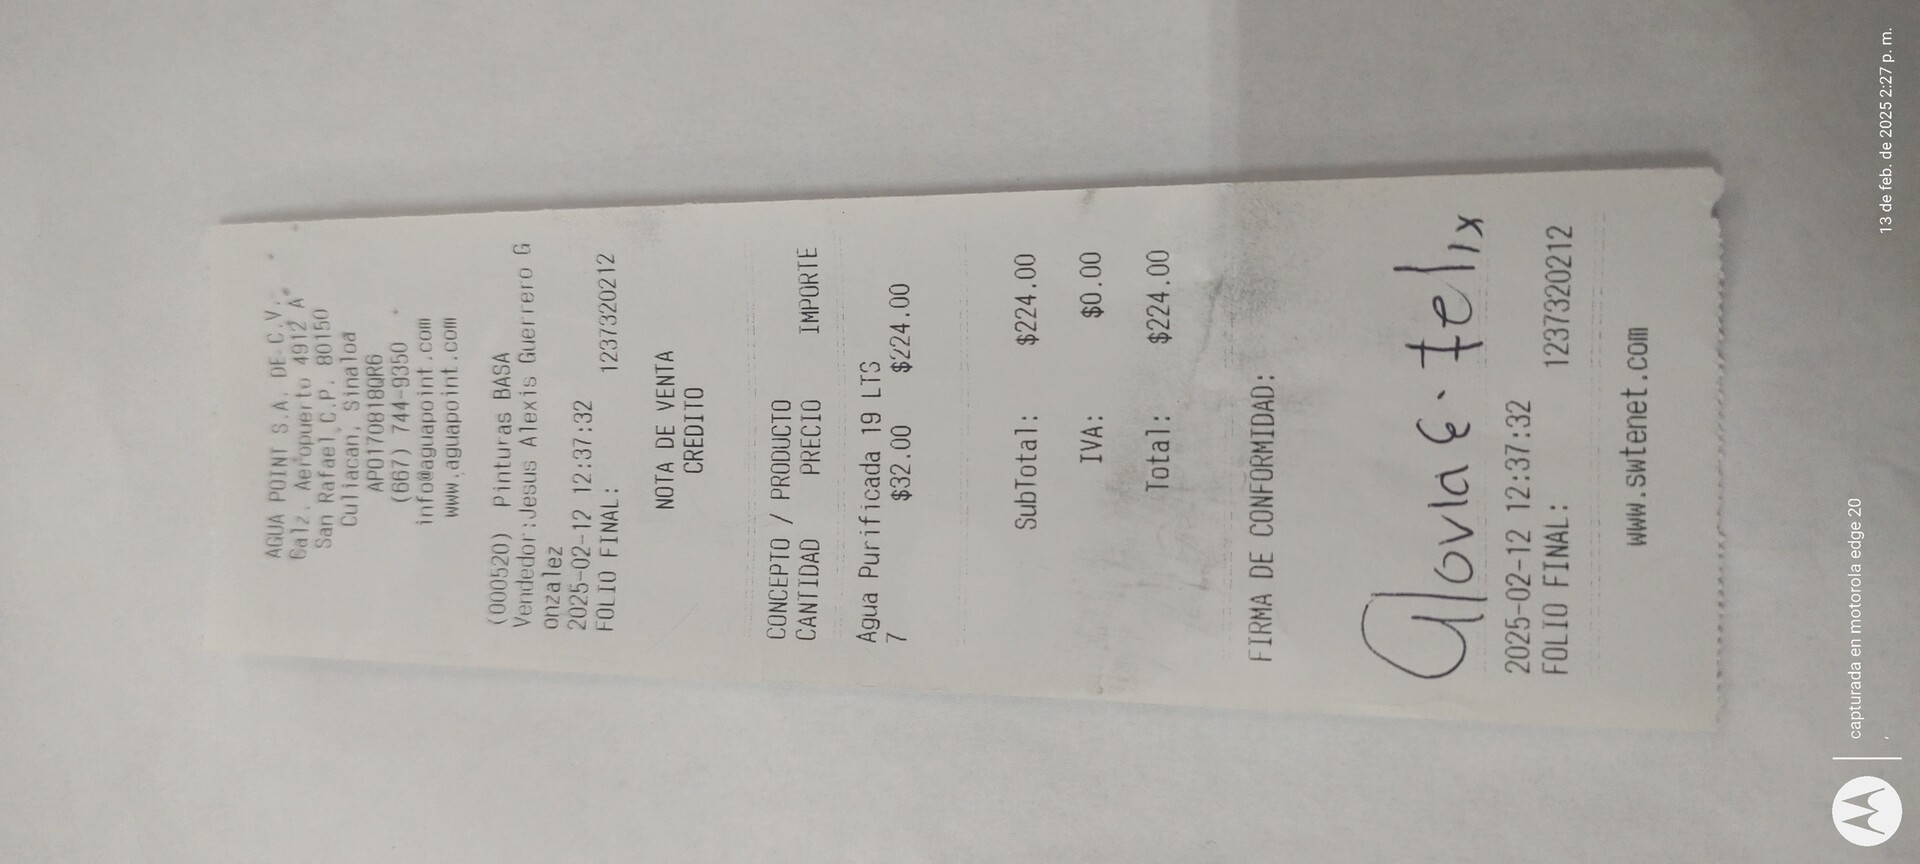 AGUA POINT S.A. DE C.V.
Calz. Aeropuerto 4912 A
San Rafael C.P. 80150
Culiacan, Sinaloa
APO170818QR6
(667) 744-9350
info@aguapoint.com
www.aguapoint.com
(000520) Pinturas BASA
Vendedor:Jesus Alexis Guerrero G
onzalez
2025-02-12 12:37:32
FOLIO FINAL: 1237320212
NOTA DE VENTA
CREDITO
CONCEPTO / PRODUCTO
CANTIDAD PRECIO IMPORTE
Agua Purificada 19 LTS
7 $32.00 $224.00
SubTotal: $224.00
IVA: $0.00
Total: $224.00
FIRMA DE CONFORMIDAD:
felix
2025-02-12 12:37:32
FOLIO FINAL: 1237320212
www.swtenet.com
capturada en motorola edge 20
13 de feb. de 2025 2:27 p. m.